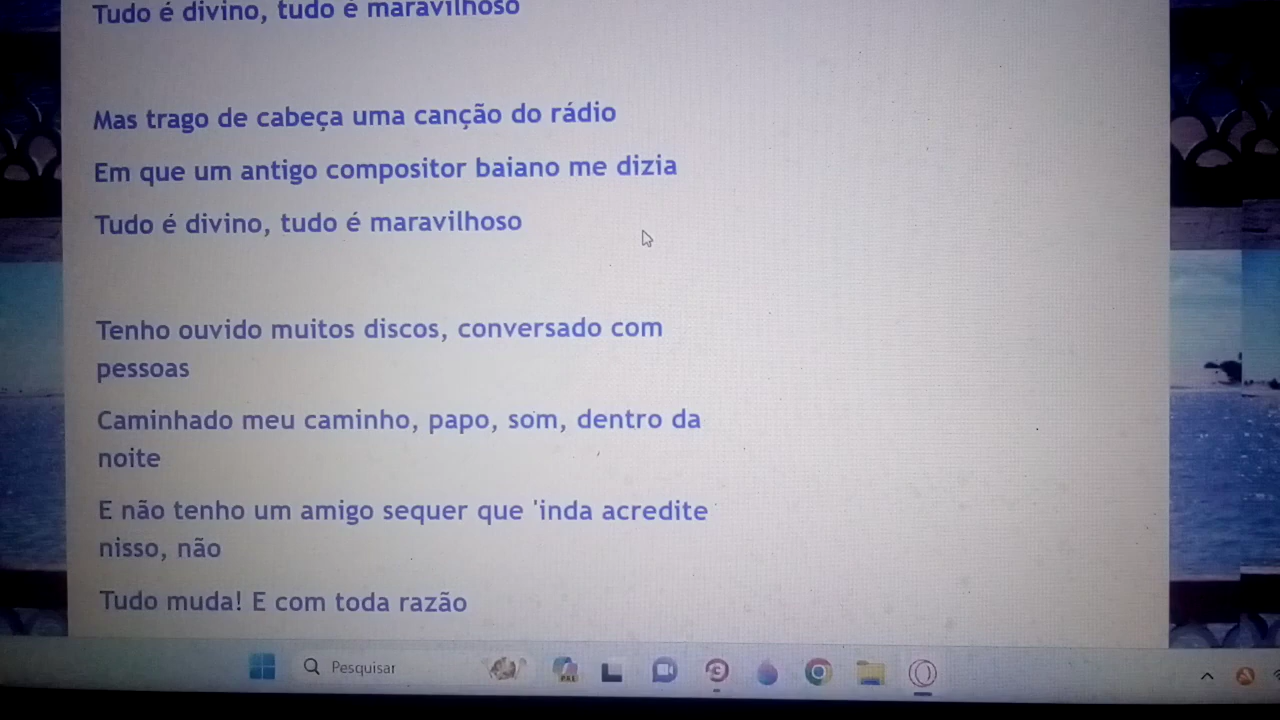 Tudo é divino, tudo é maravilhoso
Mas trago de cabeça uma canção do rádio
Em que um antigo compositor baiano me dizia
Tudo é divino, tudo é maravilhoso
Tenho ouvido muitos discos, conversado com
pessoas
Caminhado meu caminho, papo, som, dentro da
noite
E não tenho um amigo sequer que 'inda acredite
nisso, não
Tudo muda! E com toda razão
Pesquisar